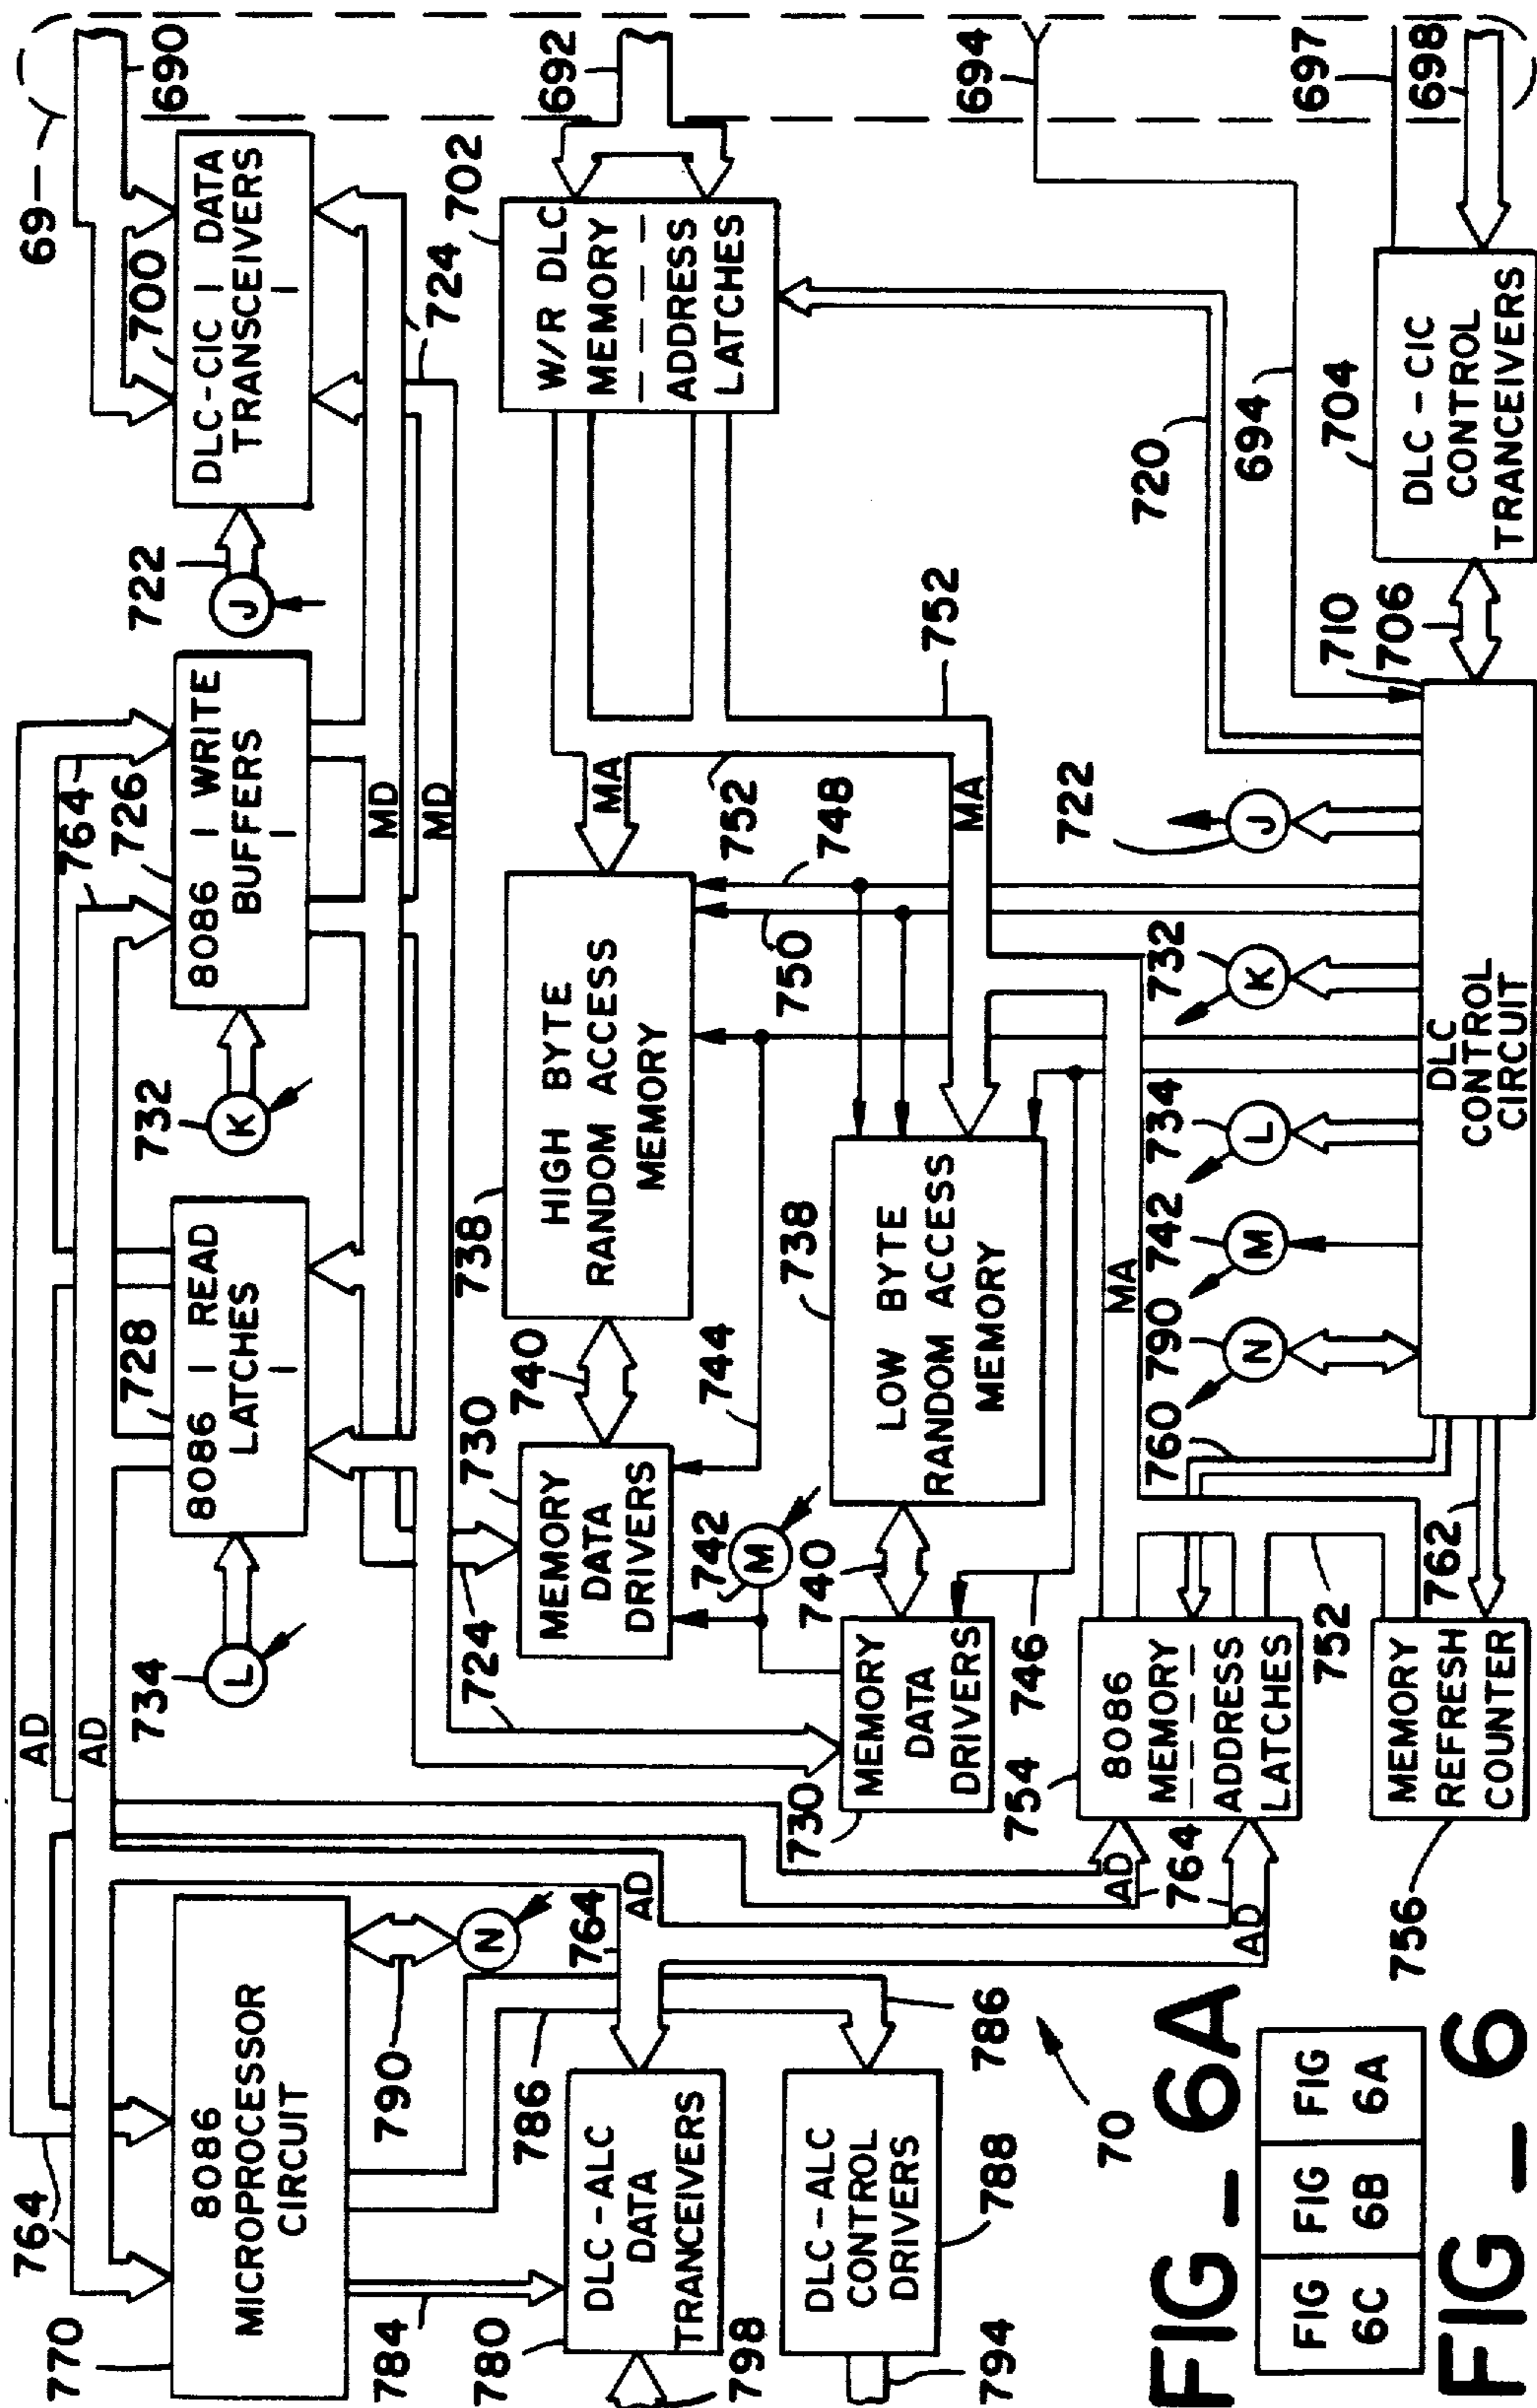 69
690
692
694
697
698
700
DLC-CIC DATA
TRANSCEIVERS
702
W/R DLC
MEMORY
ADDRESS
LATCHES
704
DLC-CIC
CONTROL
TRANCEIVERS
724
722
J
720
694
706
710
764
726
8086 WRITE
BUFFERS
MD
MD
732
K
752
MA
752
MA
748
750
722
J
732
K
734
L
742
M
790
N
760
DLC
CONTROL
CIRCUIT
738
HIGH BYTE
RANDOM ACCESS
MEMORY
738
LOW BYTE
RANDOM ACCESS
MEMORY
MA
728
8086 READ
LATCHES
734
L
740
744
730
MEMORY
DATA
DRIVERS
742
M
740
746
724
730
MEMORY
DATA
DRIVERS
754
8086
MEMORY
ADDRESS
LATCHES
752
762
MEMORY
REFRESH
COUNTER
756
AD
AD
AD
764
AD
764
AD
764
770
8086
MICROPROCESSOR
CIRCUIT
790
N
784
786
780
DLC-ALC
DATA
TRANCEIVERS
798
786
DLC-ALC
CONTROL
DRIVERS
788
794
70
FIG_6A
FIG 6C
FIG 6B
FIG 6A
FIG_6